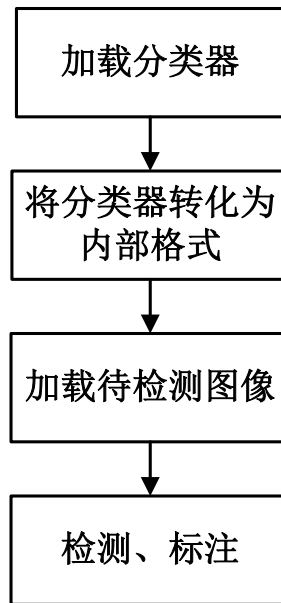 加载分类器
将分类器转化为
内部格式
加载待检测图像
检测、标注